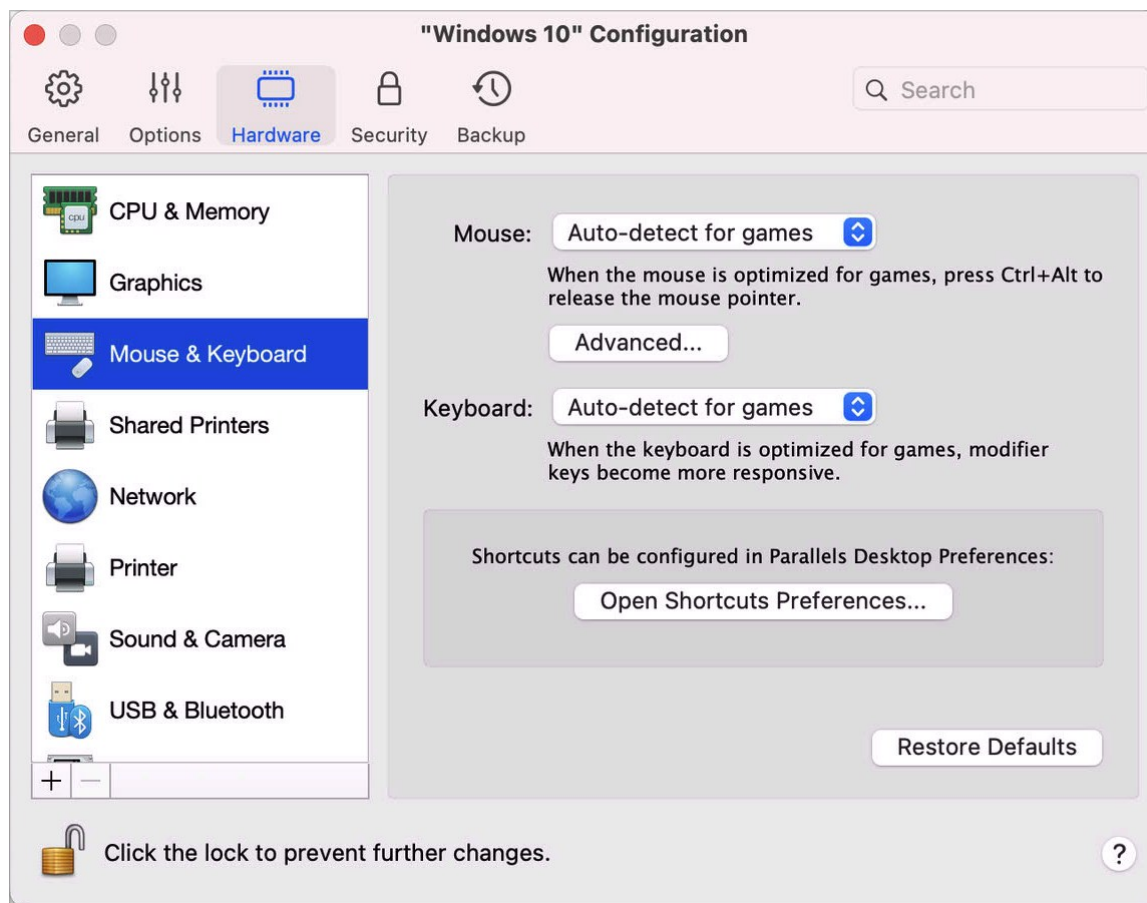 "Windows 10" Configuration
General
Options
Hardware
Security
Backup
Search
CPU & Memory
cpu
Graphics
Mouse & Keyboard
Shared Printers
Network
Printer
Sound & Camera
USB & Bluetooth
Mouse:
Auto-detect for games
When the mouse is optimized for games, press Ctrl+Alt to
release the mouse pointer.
Advanced...
Keyboard:
Auto-detect for games
When the keyboard is optimized for games, modifier
keys become more responsive.
Shortcuts can be configured in Parallels Desktop Preferences:
Open Shortcuts Preferences...
Restore Defaults
Click the lock to prevent further changes.
?